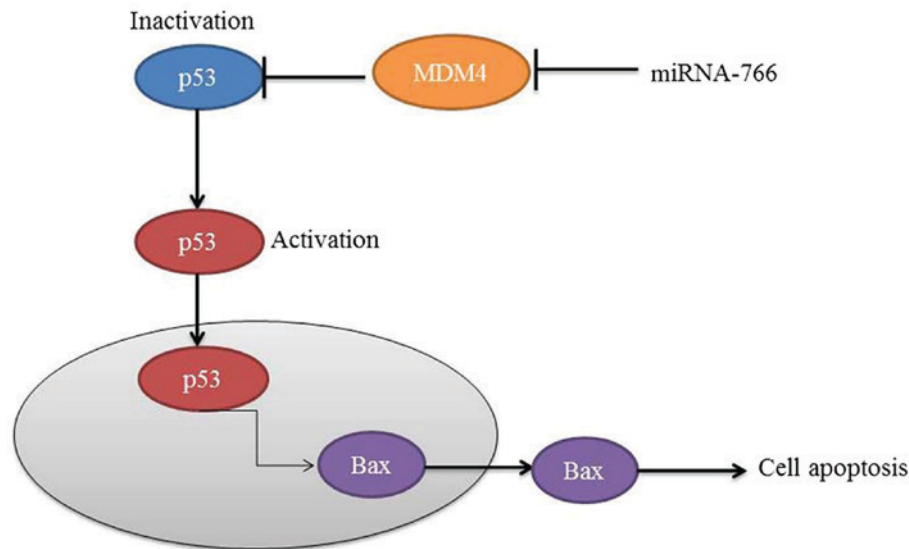 Inactivation
p53
MDM4
miRNA-766
p53
Activation
p53
Bax
Bax
Cell apoptosis